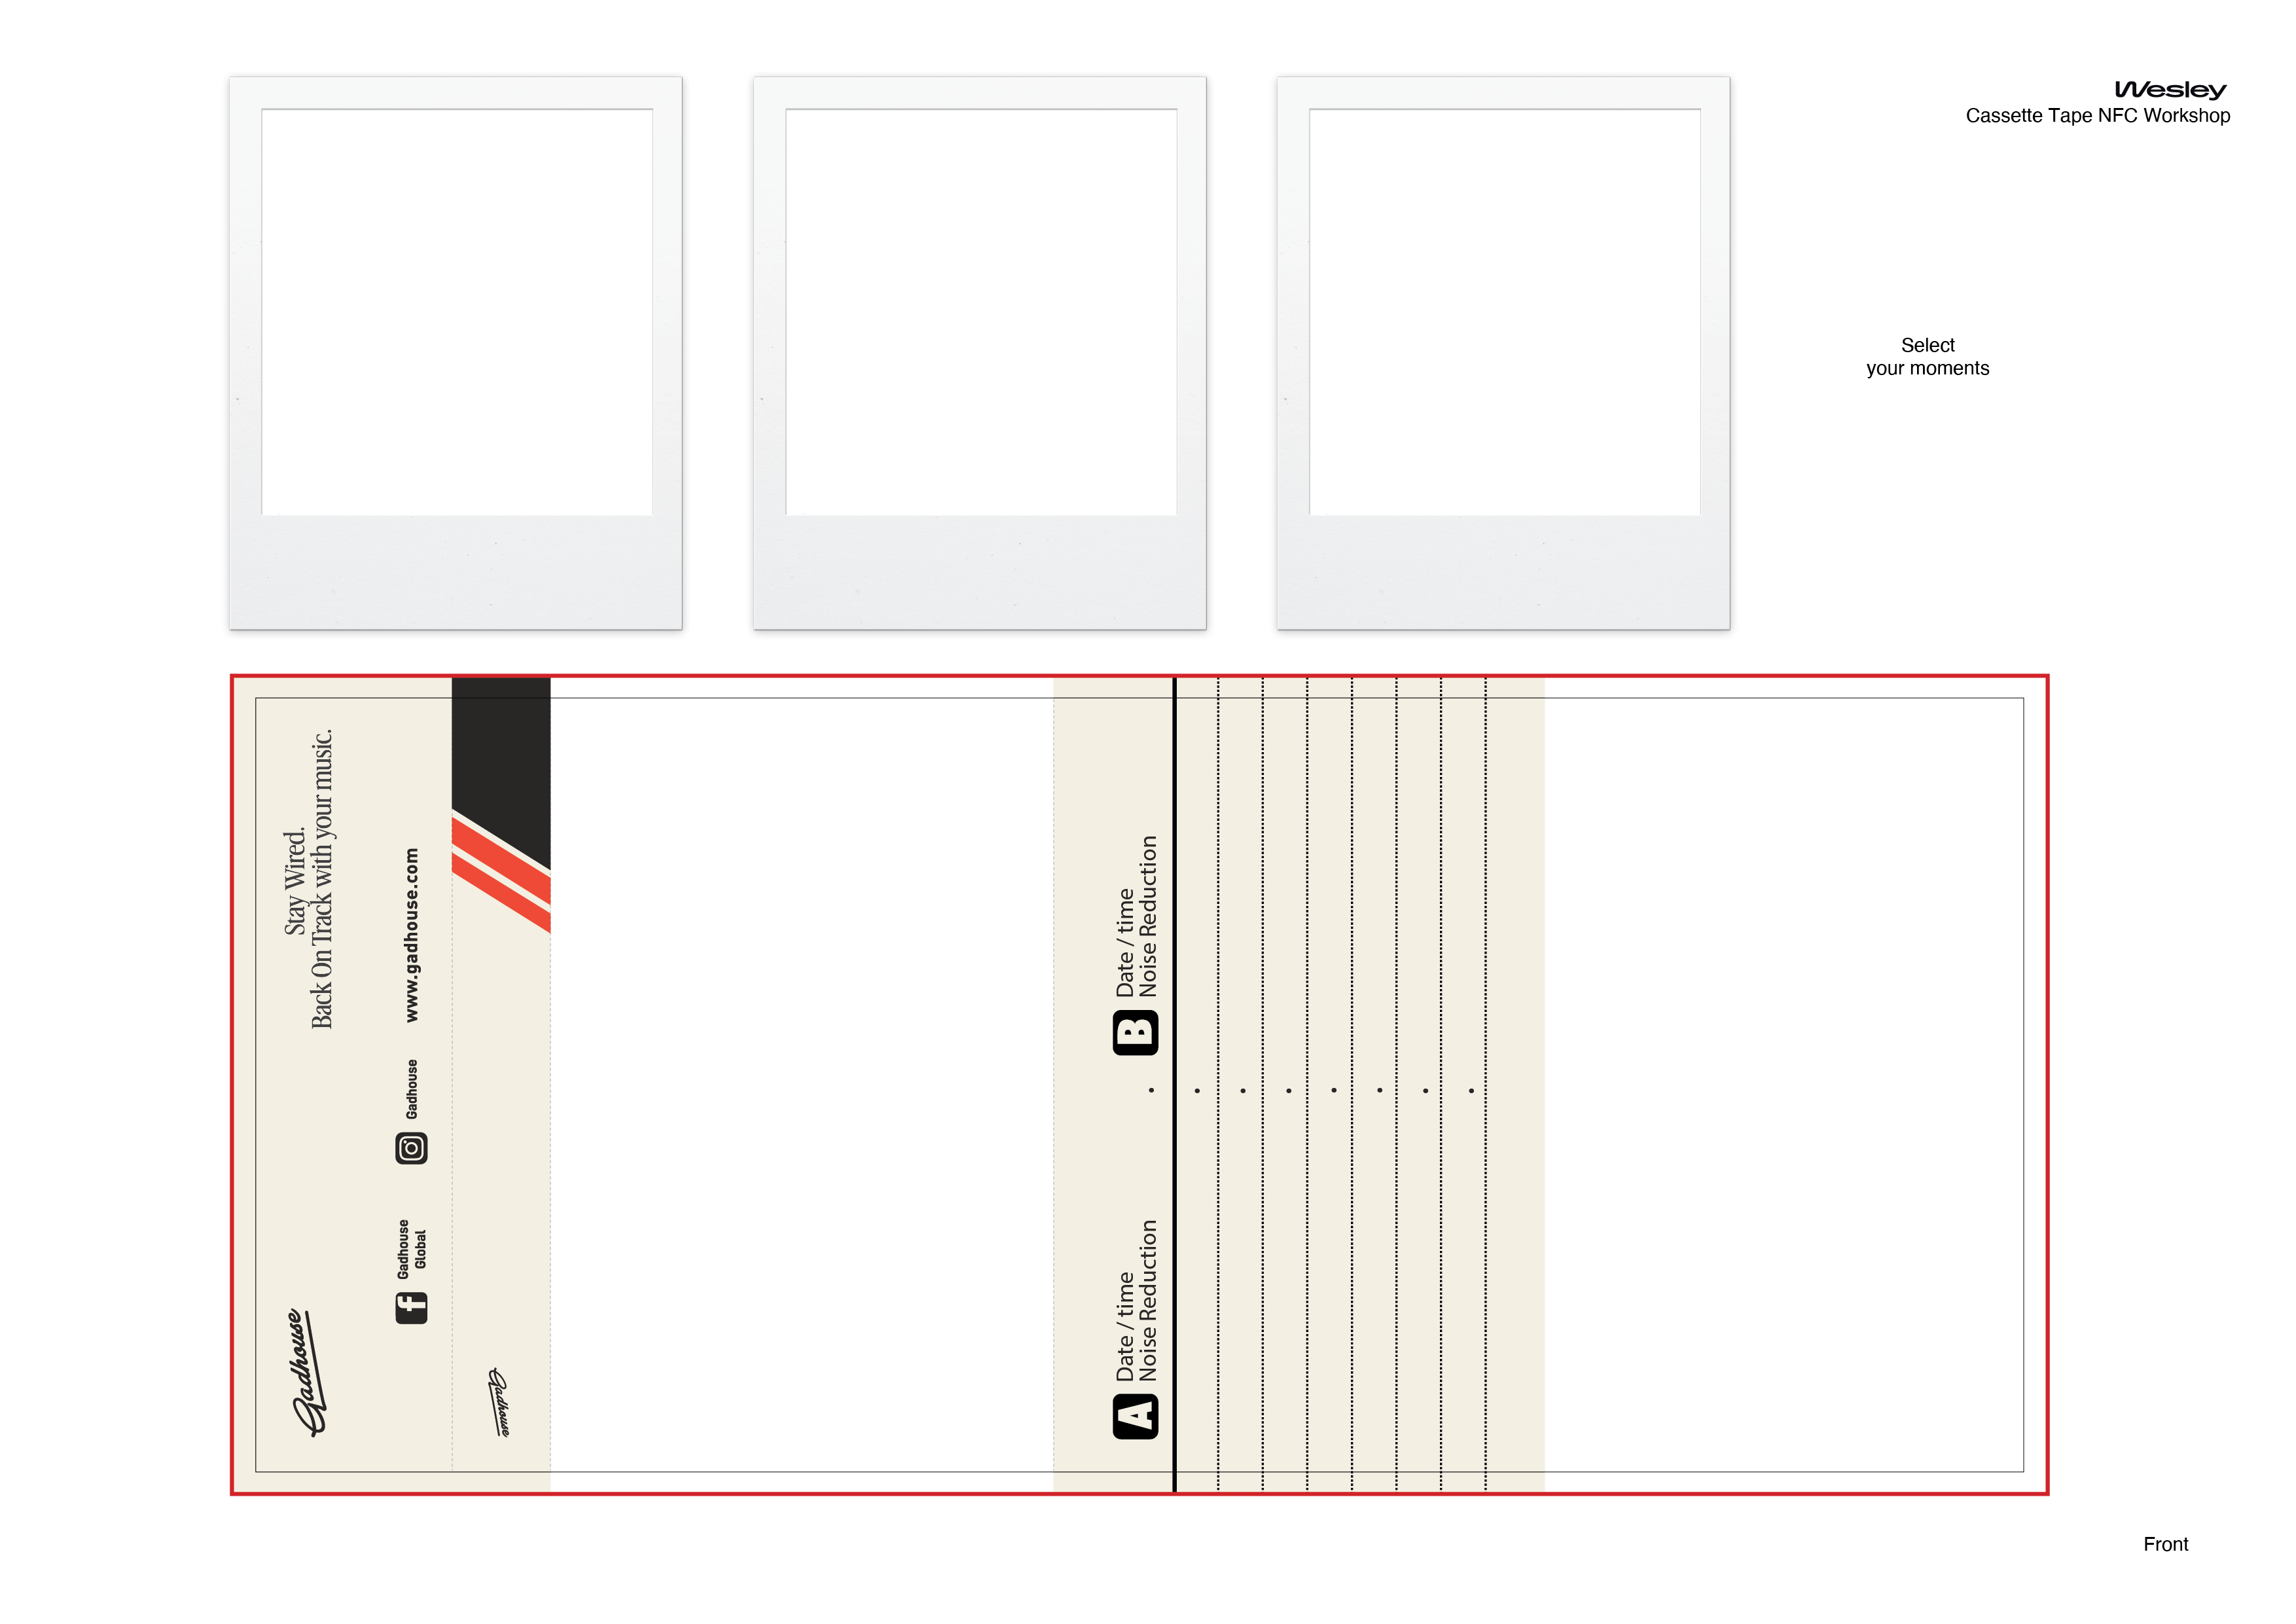 Wesley
Cassette Tape NFC Workshop
Select
your moments
Stay Wired.
Back On Track with your music.
www.gadhouse.com
Gadhouse
Gadhouse
Global
Gadhouse
Gadhouse
B
Date / time
Noise Reduction
A
Date / time
Noise Reduction
Front